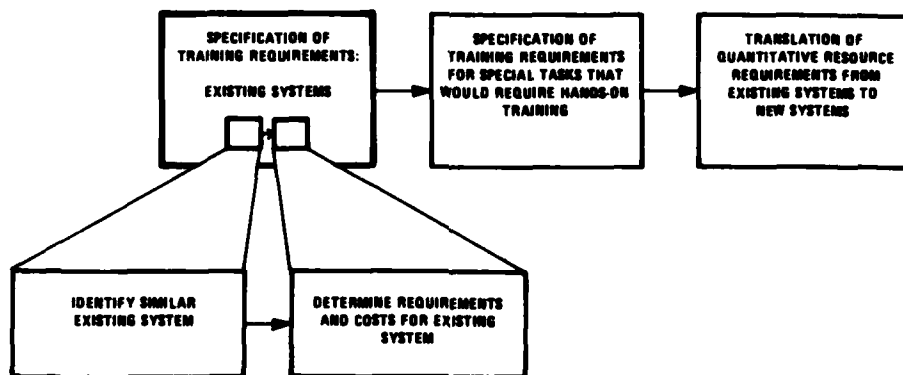 SPECIFICATION OF
TRAINING REQUIREMENTS:
EXISTING SYSTEMS
SPECIFICATION OF
TRAINING REQUIREMENTS
FOR SPECIAL TASKS THAT
WOULD REQUIRE HANDS-ON
TRAINING
TRANSLATION OF
QUANTITATIVE RESOURCE
REQUIREMENTS FROM
EXISTING SYSTEMS TO
NEW SYSTEMS
IDENTIFY SIMILAR
EXISTING SYSTEM
DETERMINE REQUIREMENTS
AND COSTS FOR EXISTING
SYSTEM